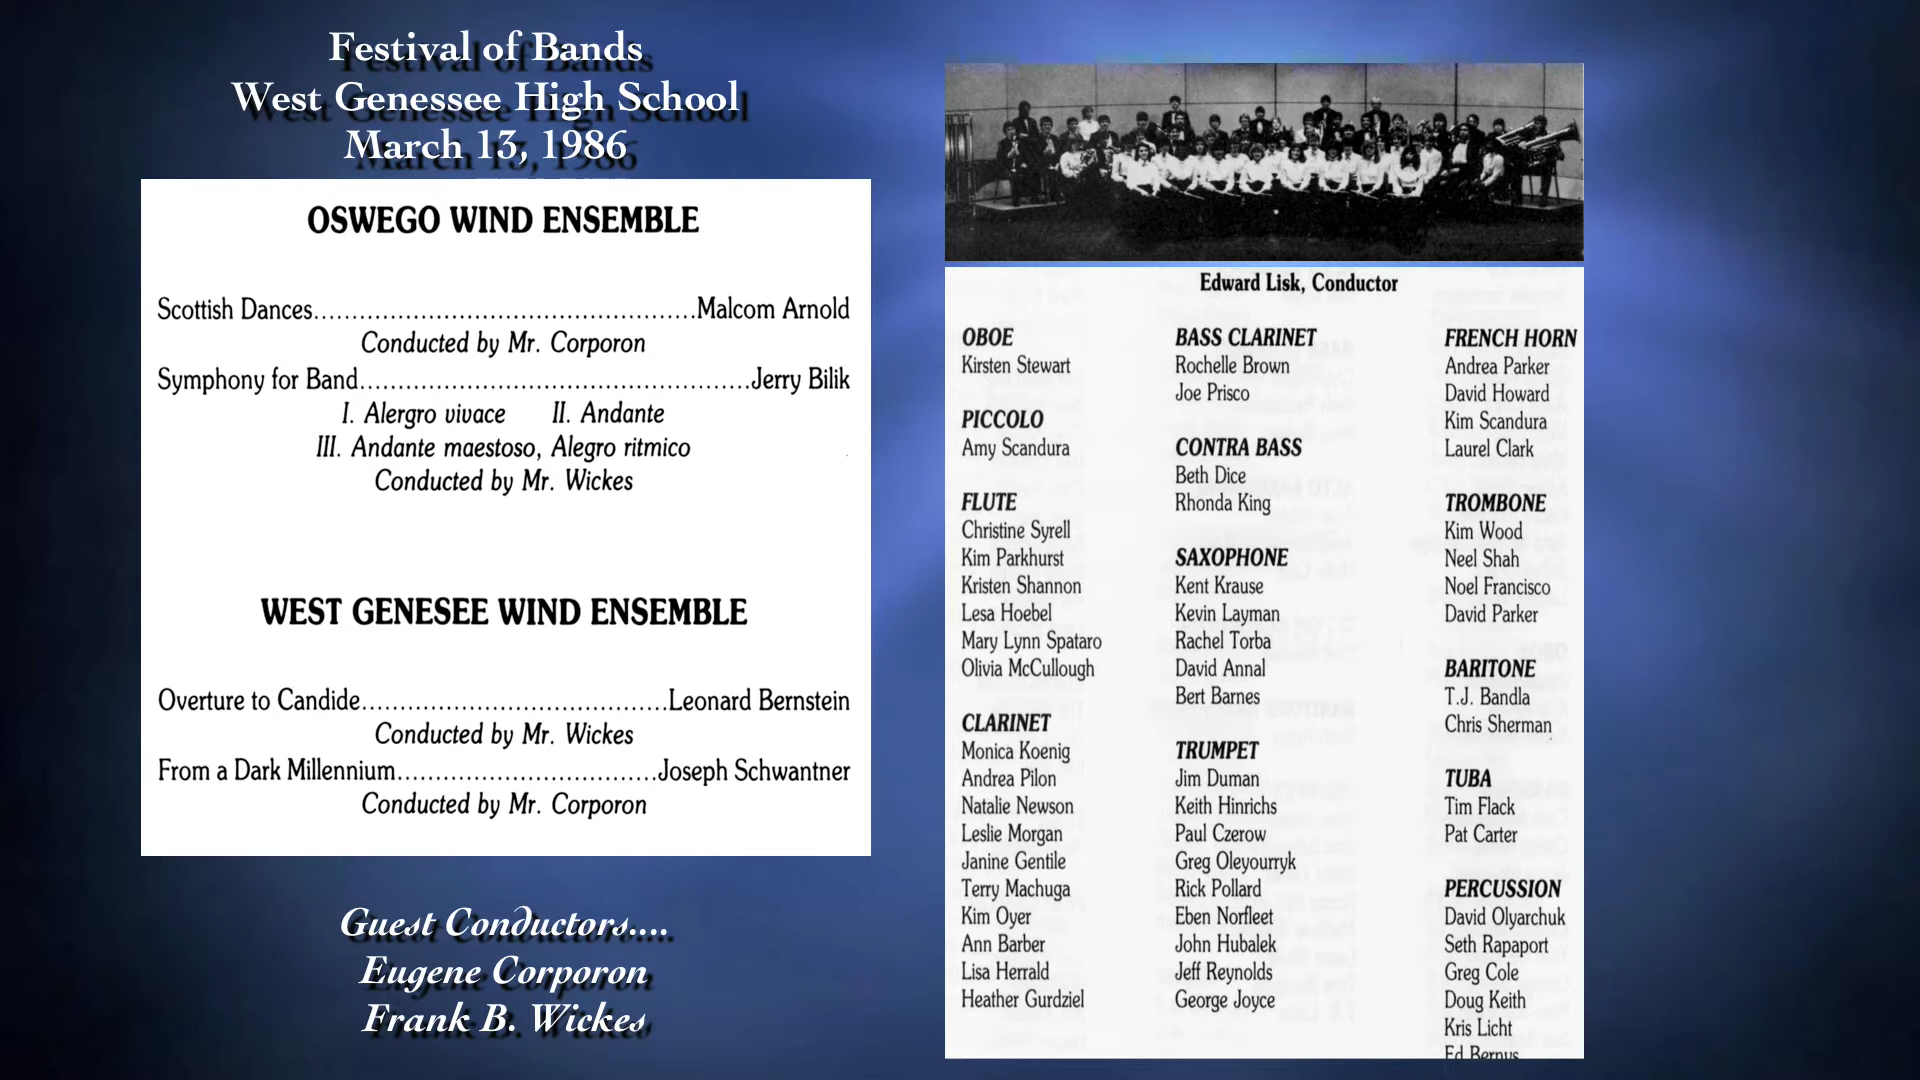 Festival of Bands
West Genessee High School
March 13, 1986
OSWEGO WIND ENSEMBLE
Scottish Dances................................................Malcom Arnold
Conducted by Mr. Corporon
Symphony for Band.................................................Jerry Bilik
I. Alergro vivace II. Andante
III. Andante maestoso, Alegro ritmico
Conducted by Mr. Wickes
WEST GENESEE WIND ENSEMBLE
Overture to Candide.......................................Leonard Bernstein
Conducted by Mr. Wickes
From a Dark Millennium.................................Joseph Schwantner
Conducted by Mr. Corporon
Guest Conductors....
Eugene Corporon
Frank B. Wickes
Edward Lisk, Conductor
OBOE
Kirsten Stewart
PICCOLO
Amy Scandura
FLUTE
Christine Syrell
Kim Parkhurst
Kristen Shannon
Lesa Hoebel
Mary Lynn Spataro
Olivia McCullough
CLARINET
Monica Koenig
Andrea Pilon
Natalie Newson
Leslie Morgan
Janine Gentile
Terry Machuga
Kim Oyer
Ann Barber
Lisa Herrald
Heather Gurdziel
BASS CLARINET
Rochelle Brown
Joe Prisco
CONTRA BASS
Beth Dice
Rhonda King
SAXOPHONE
Kent Krause
Kevin Layman
Rachel Torba
David Annal
Bert Barnes
TRUMPET
Jim Duman
Keith Hinrichs
Paul Czerow
Greg Oleyourryk
Rick Pollard
Eben Norfleet
John Hubalek
Jeff Reynolds
George Joyce
FRENCH HORN
Andrea Parker
David Howard
Kim Scandura
Laurel Clark
TROMBONE
Kim Wood
Neel Shah
Noel Francisco
David Parker
BARITONE
T.J. Bandla
Chris Sherman
TUBA
Tim Flack
Pat Carter
PERCUSSION
David Olyarchuk
Seth Rapaport
Greg Cole
Doug Keith
Kris Licht
Ed Bernys